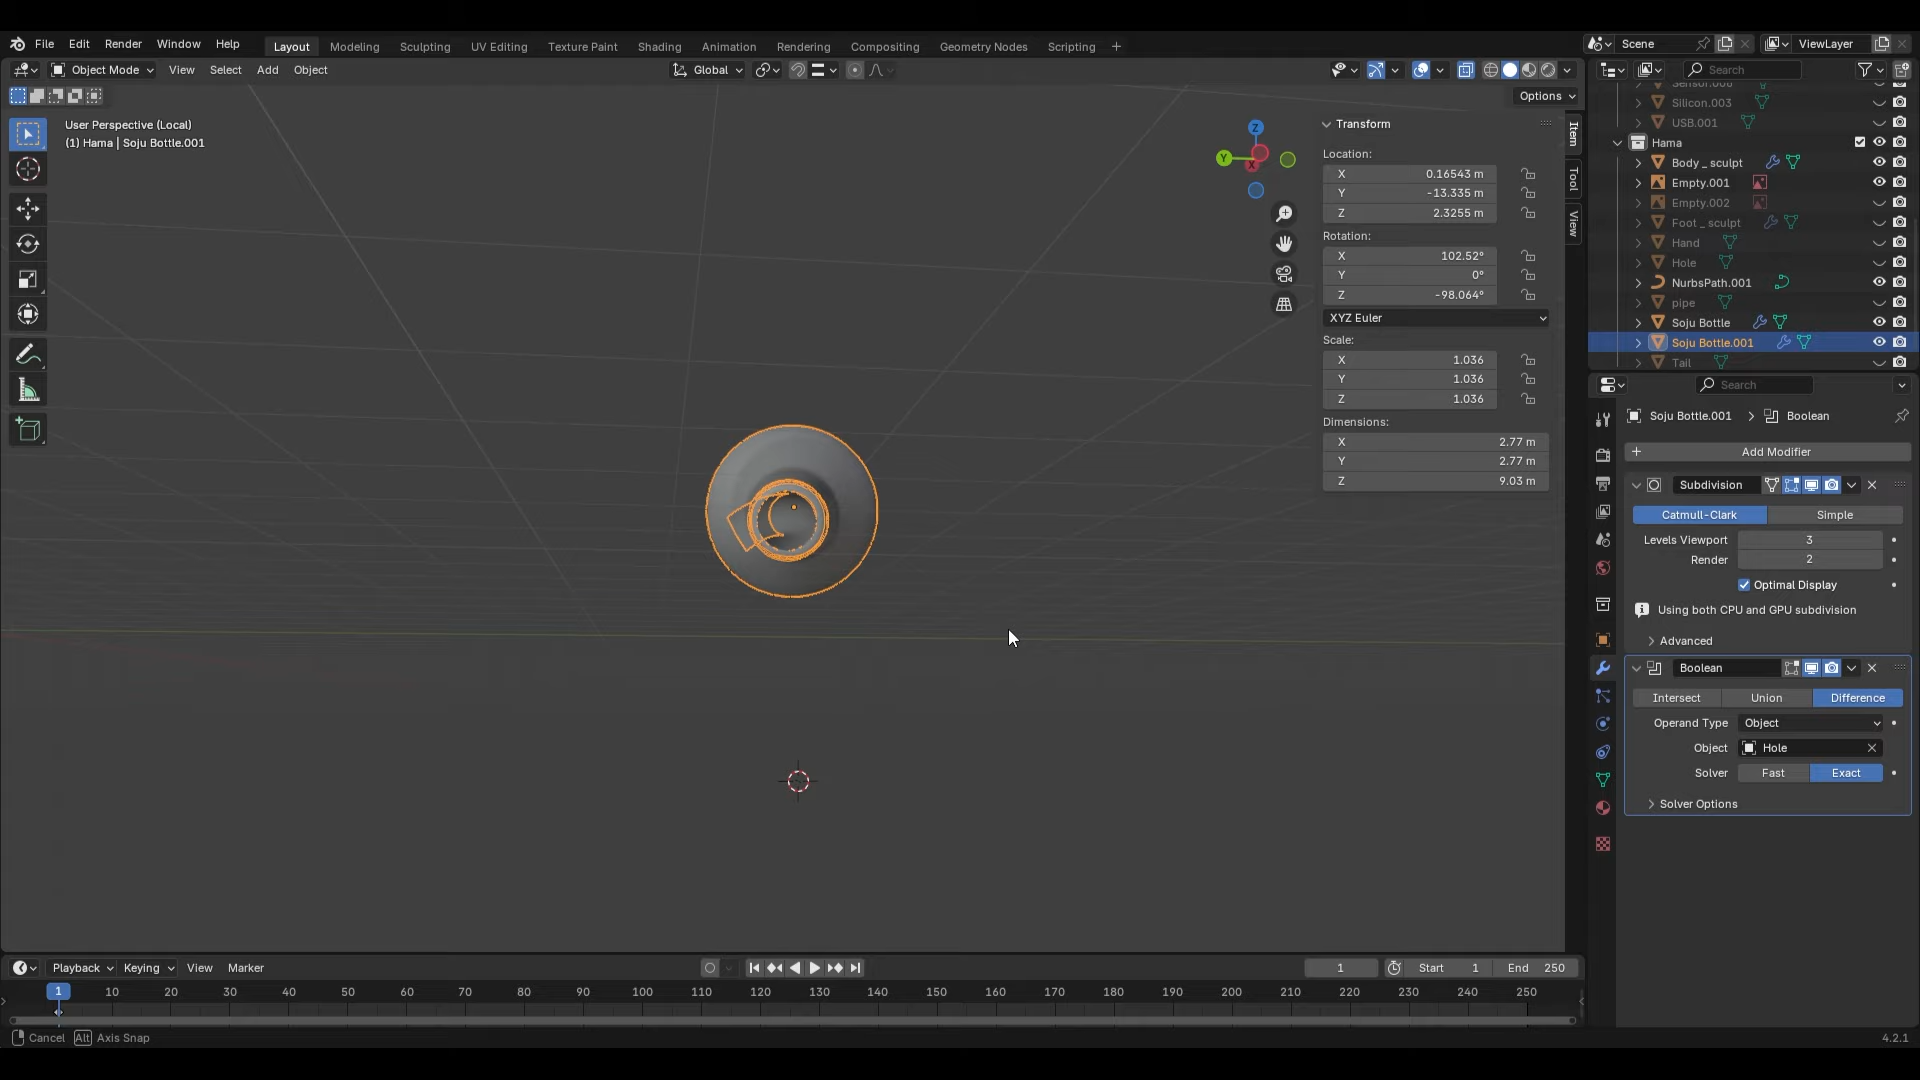 File Edit Render Window Help Layout Modeling Sculpting UV Editing Texture Paint Shading Animation Rendering Compositing Geometry Nodes Scripting + Scene ViewLayer
Object Mode View Select Add Object Global Search
Options
User Perspective (Local)
(1) Hama | Soju Bottle.001
Z
Y
X
Transform
Location:
X 0.16543 m
Y -13.335 m
Z 2.3255 m
Rotation:
X 102.52°
Y 0°
Z -98.064°
XYZ Euler
Scale:
X 1.036
Y 1.036
Z 1.036
Dimensions:
X 2.77 m
Y 2.77 m
Z 9.03 m
Item
Tool
View
Sensor.006
Silicon.003
USB.001
Hama
Body _ sculpt
Empty.001
Empty.002
Foot _ sculpt
Hand
Hole
NurbsPath.001
pipe
Soju Bottle
Soju Bottle.001
Tail
Search
Soju Bottle.001 > Boolean
+ Add Modifier
Subdivision
Catmull-Clark Simple
Levels Viewport 3
Render 2
Optimal Display
Using both CPU and GPU subdivision
Advanced
Boolean
Intersect Union Difference
Operand Type Object
Object Hole
Solver Fast Exact
Solver Options
Playback Keying View Marker 1 Start 1 End 250
1 10 20 30 40 50 60 70 80 90 100 110 120 130 140 150 160 170 180 190 200 210 220 230 240 250
Cancel Alt Axis Snap 4.2.1